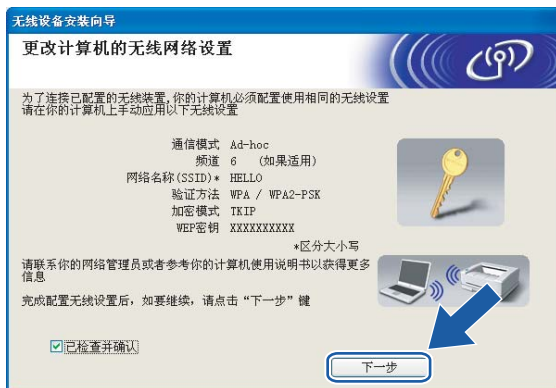 无线设备安装向导
更改计算机的无线网络设置
为了连接已配置的无线装置,你的计算机必须配置使用相同的无线设置
请在你的计算机上手动应用以下无线设置
通信模式 Ad-hoc
频道 6 (如果适用)
网络名称(SSID)* HELLO
验证方法 WPA / WPA2-PSK
加密模式 TKIP
WEP密钥 XXXXXXXXXX
*区分大小写
请联系你的网络管理员或者参考你的计算机使用说明书以获得更多
信息
完成配置无线设置后，如要继续，请点击“下一步”键
已检查并确认
下一步